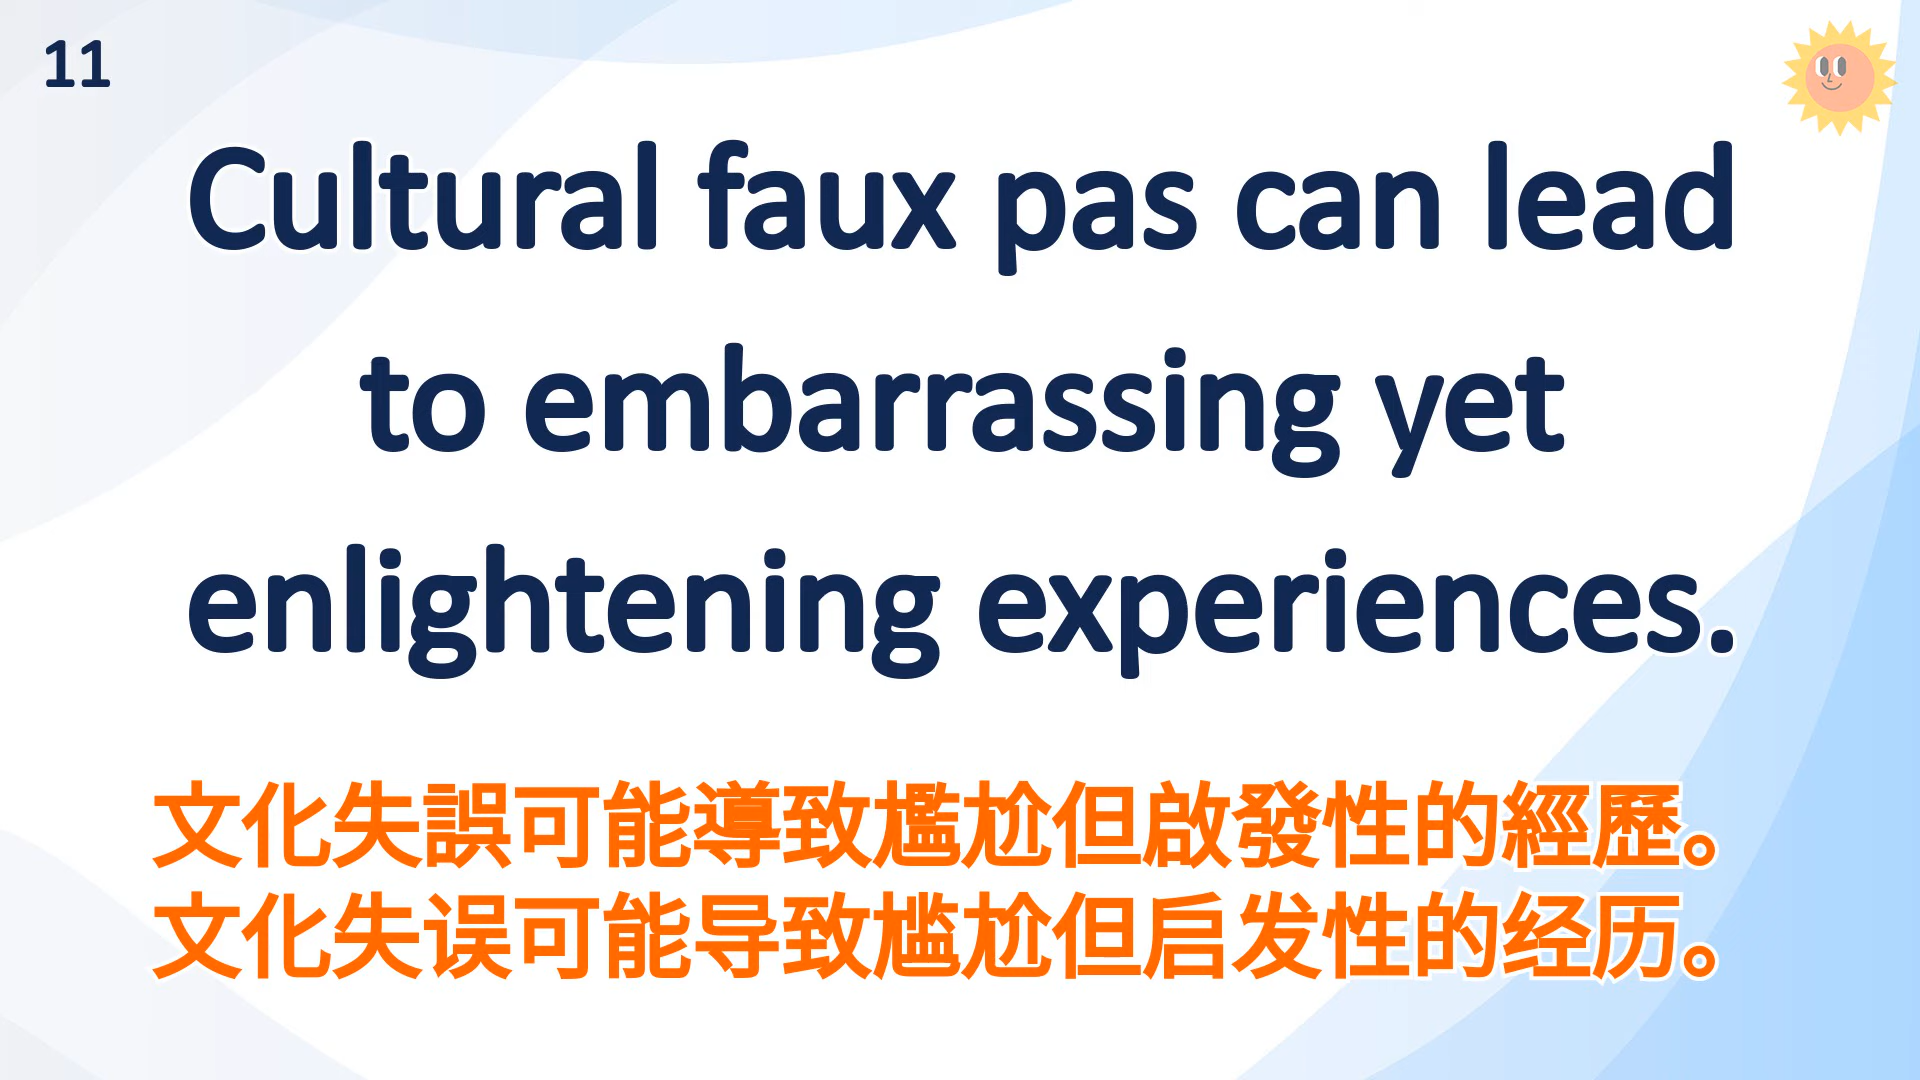 11
Cultural faux pas can lead
to embarrassing yet
enlightening experiences.
文化失誤可能導致尷尬但啟發性的經歷。
文化失误可能导致尴尬但启发性的经历。